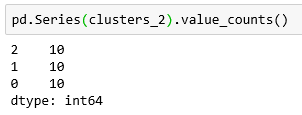 pd.Series(clusters_2).value_counts()
2    10
1    10
0    10
dtype: int64